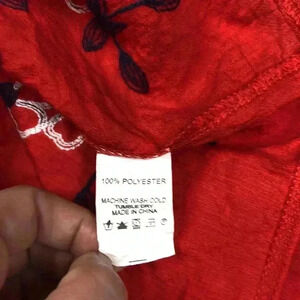 100% POLYESTER
MACHINE WASH COLD
TUMBLE DRY
MADE IN CHINA